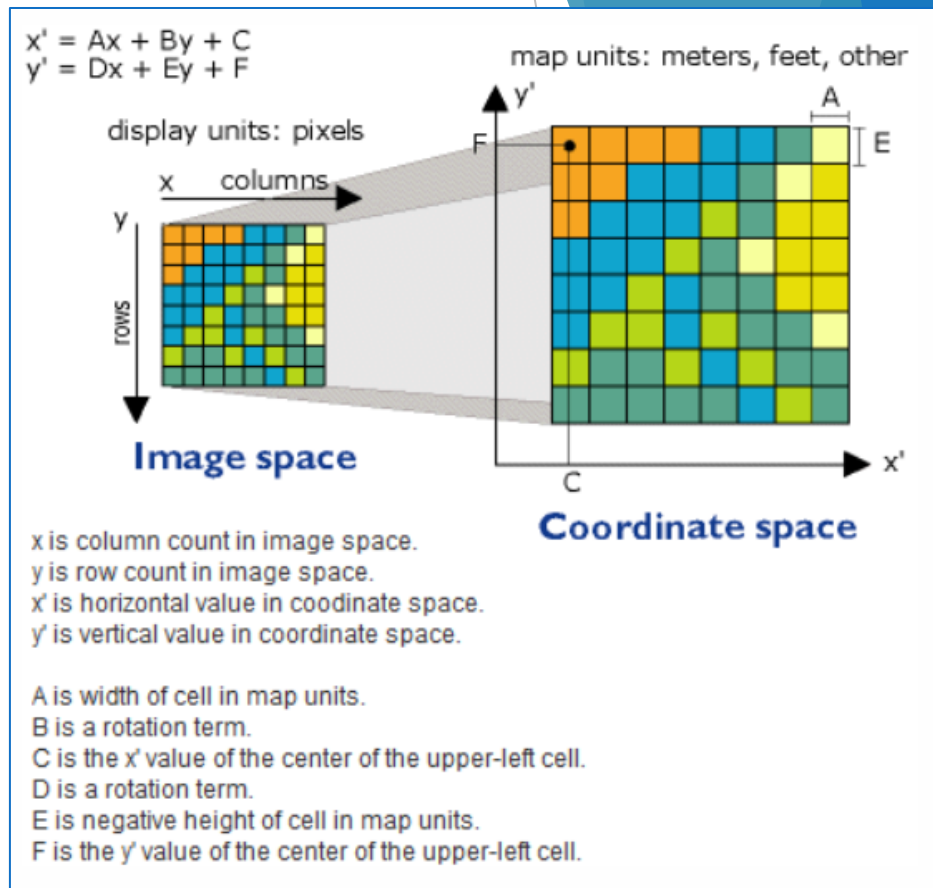 x' = Ax + By + C
y' = Dx + Ey + F
map units: meters, feet, other
y'
A
display units: pixels
F
E
x columns
y
rows
x'
C
Image space
Coordinate space
x is column count in image space.
y is row count in image space.
x' is horizontal value in coodinate space.
y' is vertical value in coordinate space.
A is width of cell in map units.
B is a rotation term.
C is the x' value of the center of the upper-left cell.
D is a rotation term.
E is negative height of cell in map units.
F is the y' value of the center of the upper-left cell.